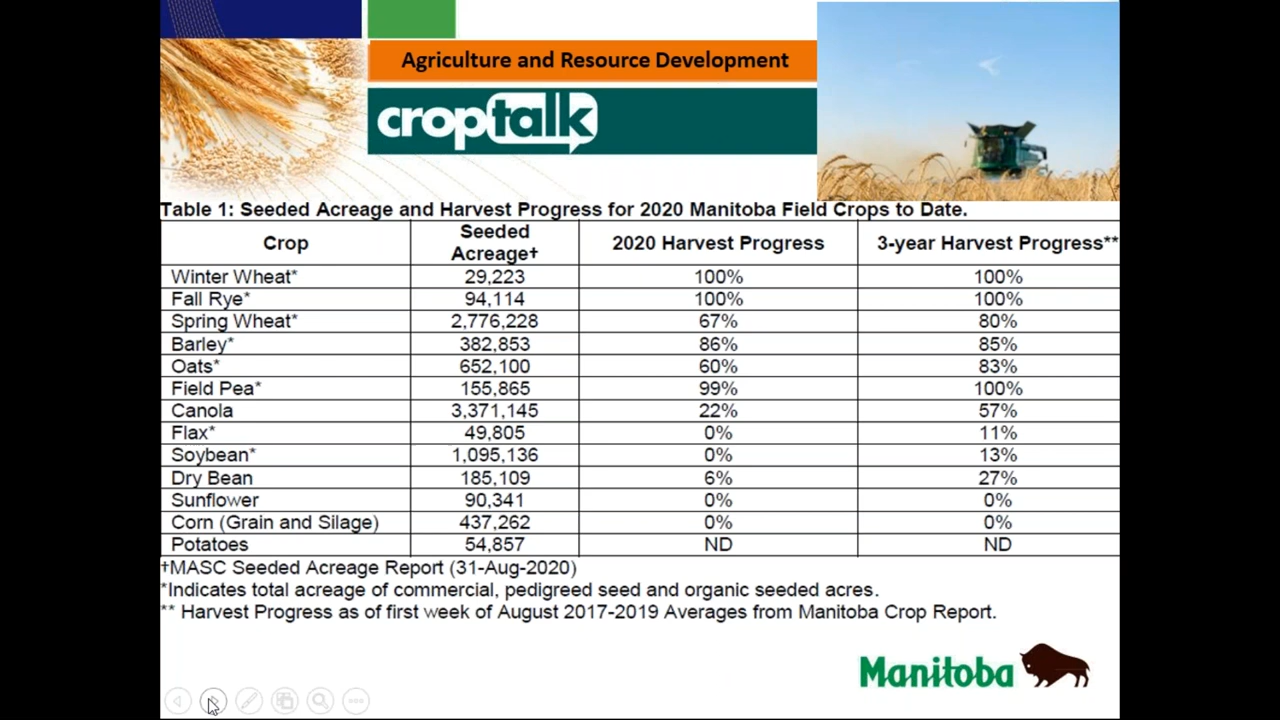 Agriculture and Resource Development
croptalk
Table 1: Seeded Acreage and Harvest Progress for 2020 Manitoba Field Crops to Date.
Crop Seeded Acreage† 2020 Harvest Progress 3-year Harvest Progress**
Winter Wheat* 29,223 100% 100%
Fall Rye* 94,114 100% 100%
Spring Wheat* 2,776,228 67% 80%
Barley* 382,853 86% 85%
Oats* 652,100 60% 83%
Field Pea* 155,865 99% 100%
Canola 3,371,145 22% 57%
Flax* 49,805 0% 11%
Soybean* 1,095,136 0% 13%
Dry Bean 185,109 6% 27%
Sunflower 90,341 0% 0%
Corn (Grain and Silage) 437,262 0% 0%
Potatoes 54,857 ND ND
†MASC Seeded Acreage Report (31-Aug-2020)
*Indicates total acreage of commercial, pedigreed seed and organic seeded acres.
** Harvest Progress as of first week of August 2017-2019 Averages from Manitoba Crop Report.
Manitoba